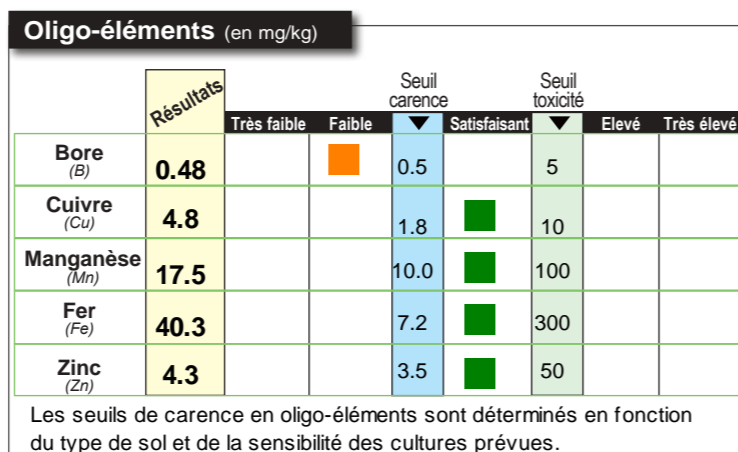 Oligo-éléments (en mg/kg)
Résultats
Seuil carence
Seuil toxicité
Très faible Faible ▼ Satisfaisant ▼ Elevé Très élevé
Bore (B) 0.48 0.5 5
Cuivre (Cu) 4.8 1.8 10
Manganèse (Mn) 17.5 10.0 100
Fer (Fe) 40.3 7.2 300
Zinc (Zn) 4.3 3.5 50
Les seuils de carence en oligo-éléments sont déterminés en fonction
du type de sol et de la sensibilité des cultures prévues.